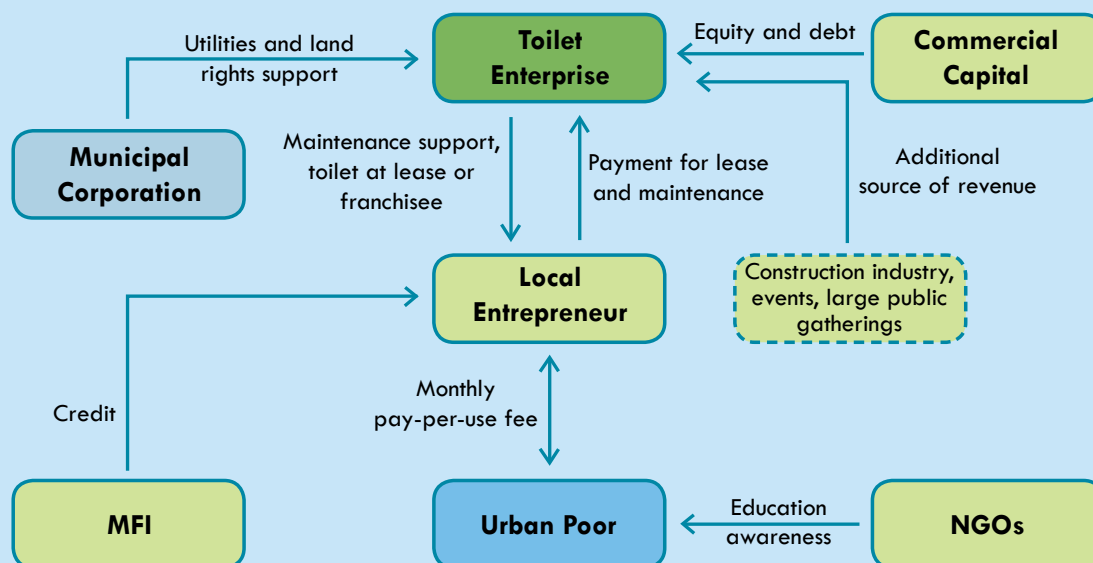 Utilities and land
rights support
Toilet
Enterprise
Equity and debt
Commercial
Capital
Municipal
Corporation
Maintenance support,
toilet at lease or
franchisee
Payment for lease
and maintenance
Additional
source of revenue
Local
Entrepreneur
Construction industry,
events, large public
gatherings
Credit
Monthly
pay-per-use fee
MFI
Urban Poor
Education
awareness
NGOs